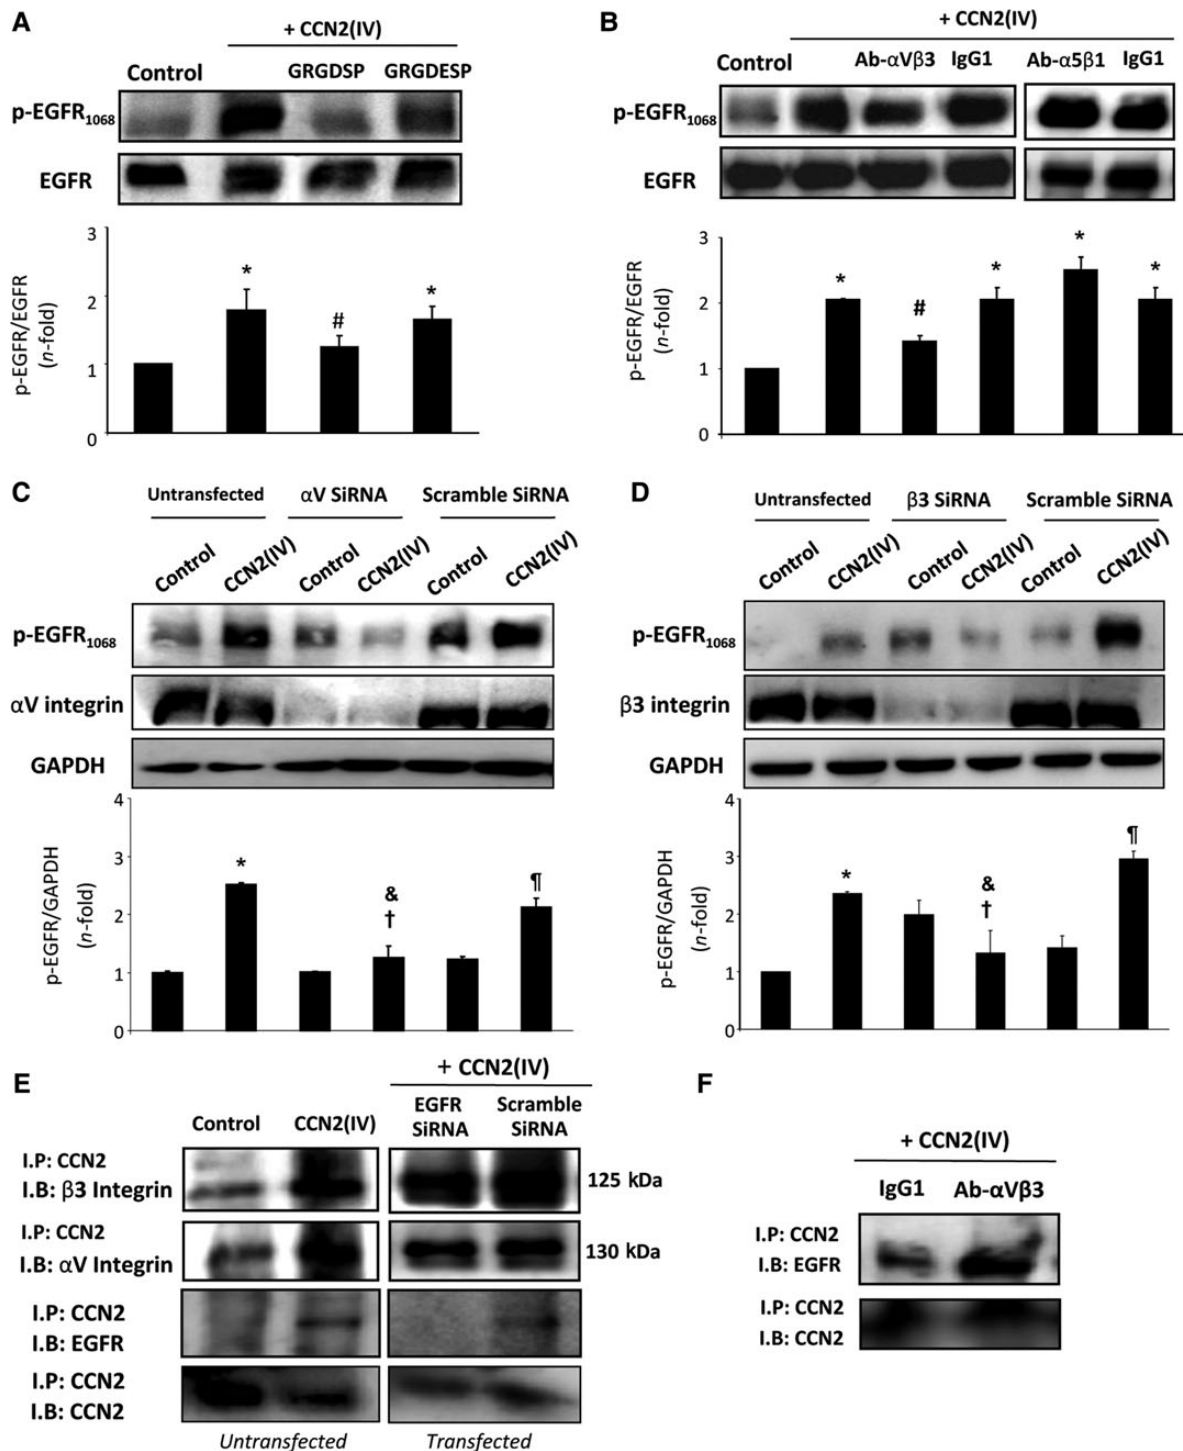 A
+ CCN2(IV)
Control GRGDSP GRGDESP
p-EGFR1068
EGFR
p-EGFR/EGFR
(n-fold)
3
2
1
0
*
#
*
B
+ CCN2(IV)
Control Ab-αVβ3 IgG1 Ab-α5β1 IgG1
p-EGFR1068
EGFR
p-EGFR/EGFR
(n-fold)
3
2
1
0
*
#
*
*
*
C
Untransfected αV SiRNA Scramble SiRNA
Control CCN2(IV) Control CCN2(IV) Control CCN2(IV)
p-EGFR1068
αV integrin
GAPDH
p-EGFR/GAPDH
(n-fold)
4
3
2
1
0
*
&
†
¶
D
Untransfected β3 SiRNA Scramble SiRNA
Control CCN2(IV) Control CCN2(IV) Control CCN2(IV)
p-EGFR1068
β3 integrin
GAPDH
p-EGFR/GAPDH
(n-fold)
4
3
2
1
0
*
&
†
¶
E
+ CCN2(IV)
Control CCN2(IV) EGFR SiRNA Scramble SiRNA
I.P: CCN2
I.B: β3 Integrin
125 kDa
I.P: CCN2
I.B: αV Integrin
130 kDa
I.P: CCN2
I.B: EGFR
I.P: CCN2
I.B: CCN2
Untransfected Transfected
F
+ CCN2(IV)
IgG1 Ab-αVβ3
I.P: CCN2
I.B: EGFR
I.P: CCN2
I.B: CCN2